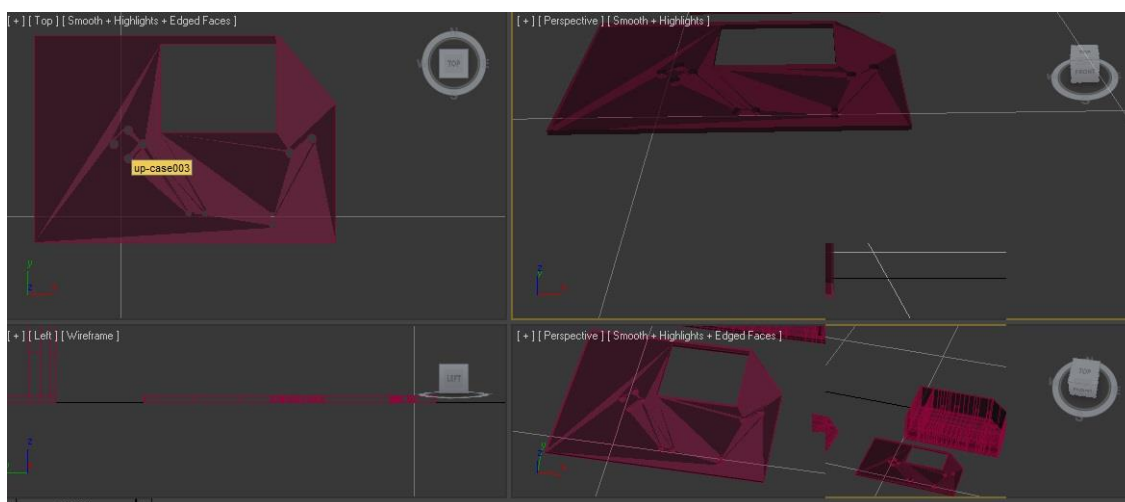 [ + ] [ Top ] [ Smooth + Highlights + Edged Faces ]
[ + ] [ Perspective ] [ Smooth + Highlights ]
TOP
FRONT
up-case003
y
z
z
[ + ] [ Left ] [ Wireframe ]
[ + ] [ Perspective ] [ Smooth + Highlights + Edged Faces ]
LEFT
TOP
z
z